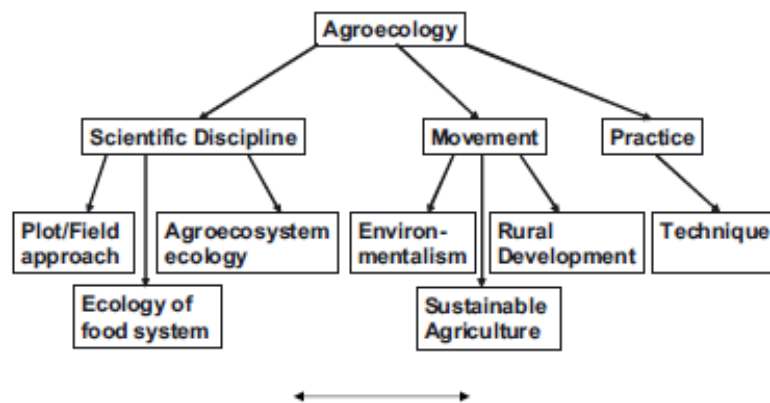 Agroecology
Scientific Discipline
Movement
Practice
Plot/Field
approach
Agroecosystem
ecology
Environ-
mentalism
Rural
Development
Technique
Ecology of
food system
Sustainable
Agriculture